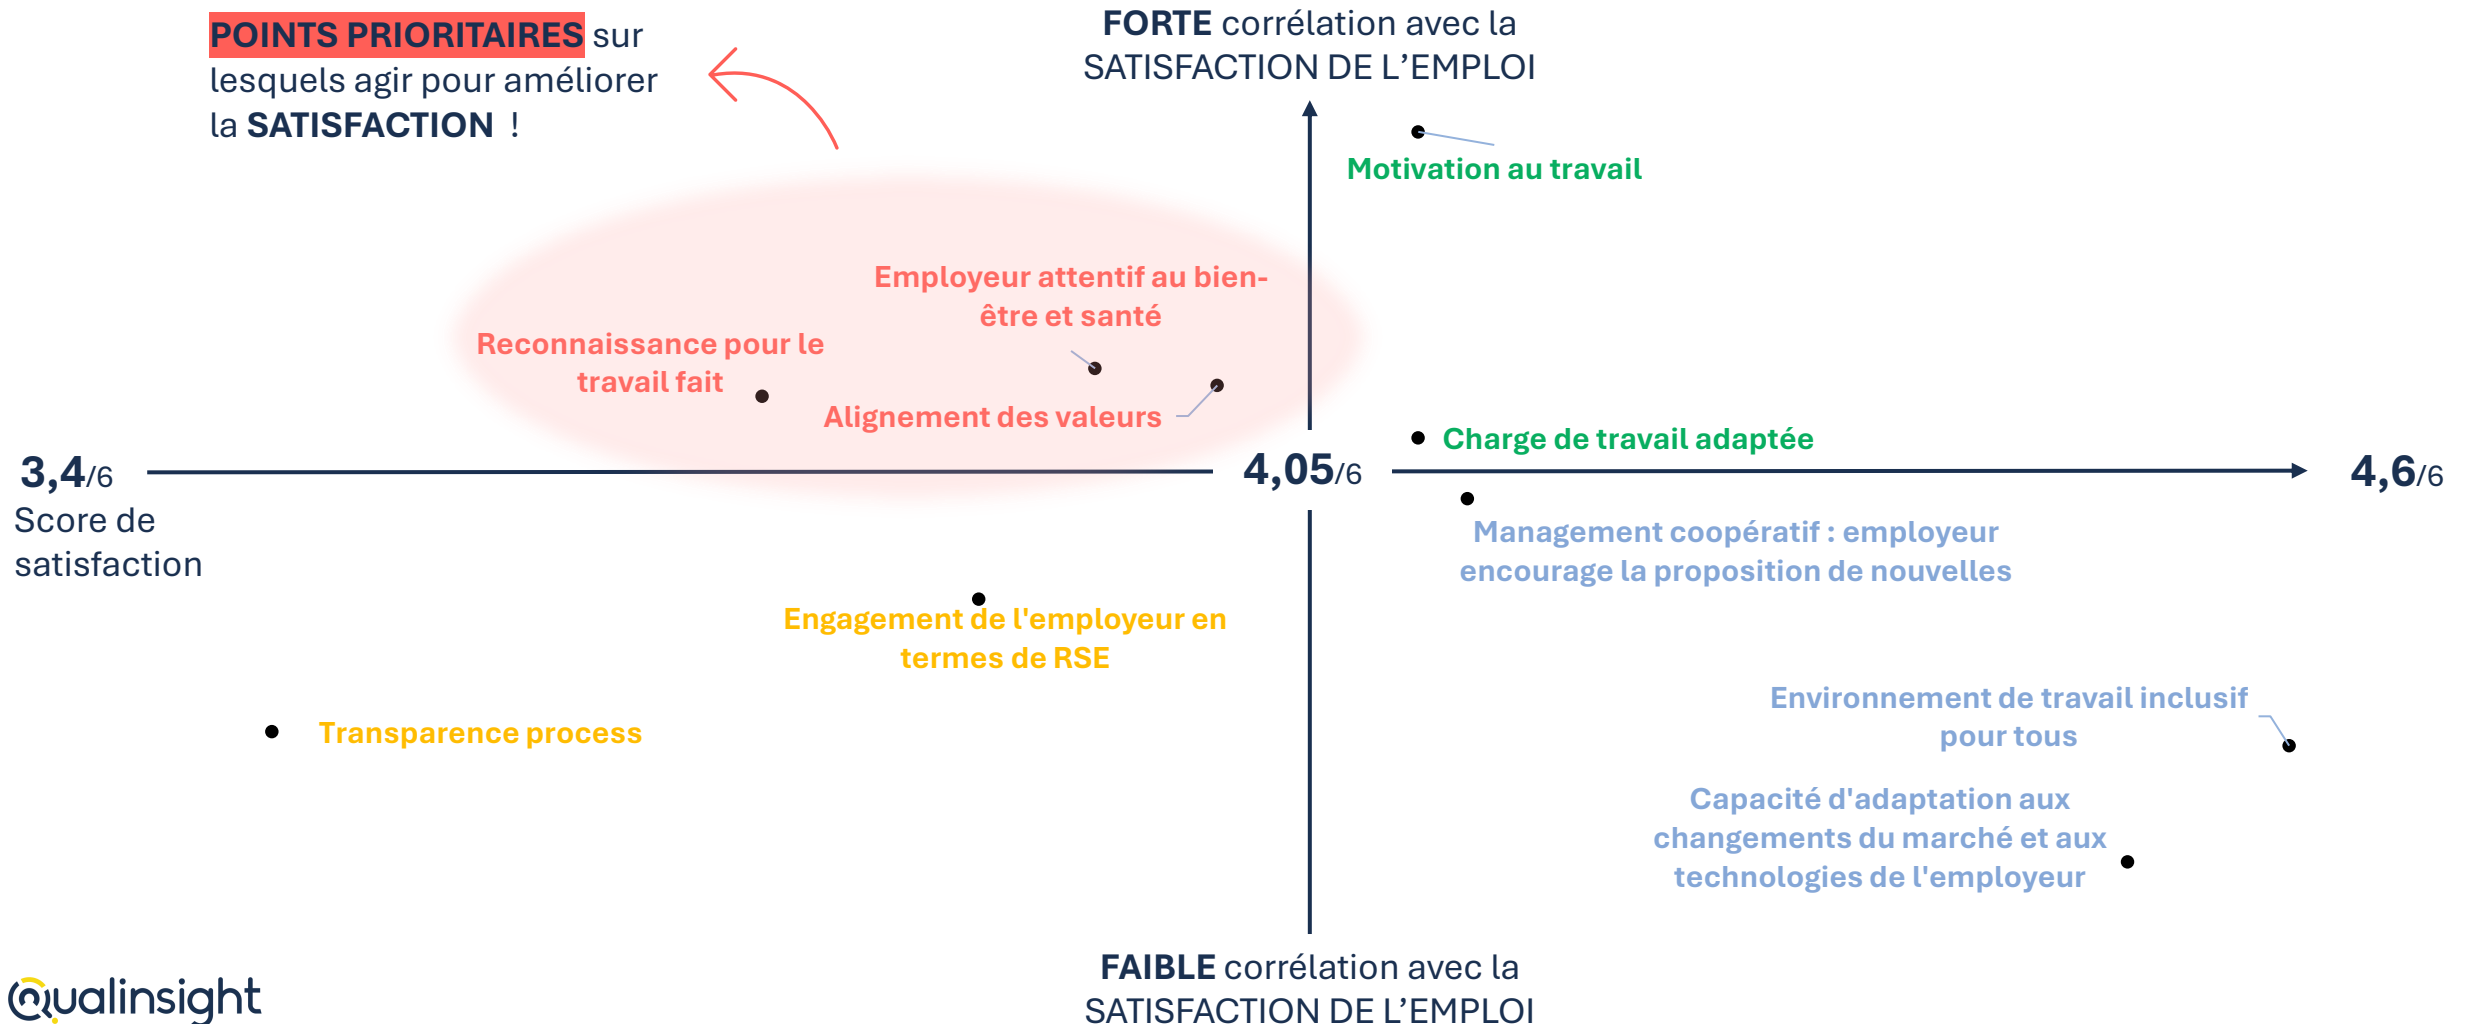 POINTS PRIORITAIRES sur
lesquels agir pour améliorer
la SATISFACTION !
FORTE corrélation avec la
SATISFACTION DE L’EMPLOI
Motivation au travail
Employeur attentif au bien-
être et santé
Reconnaissance pour le
travail fait
Alignement des valeurs
Charge de travail adaptée
3,4/6
4,05/6
4,6/6
Score de
satisfaction
Management coopératif : employeur
encourage la proposition de nouvelles
Engagement de l'employeur en
termes de RSE
Transparence process
Environnement de travail inclusif
pour tous
Capacité d'adaptation aux
changements du marché et aux
technologies de l'employeur
FAIBLE corrélation avec la
SATISFACTION DE L’EMPLOI
Qualinsight